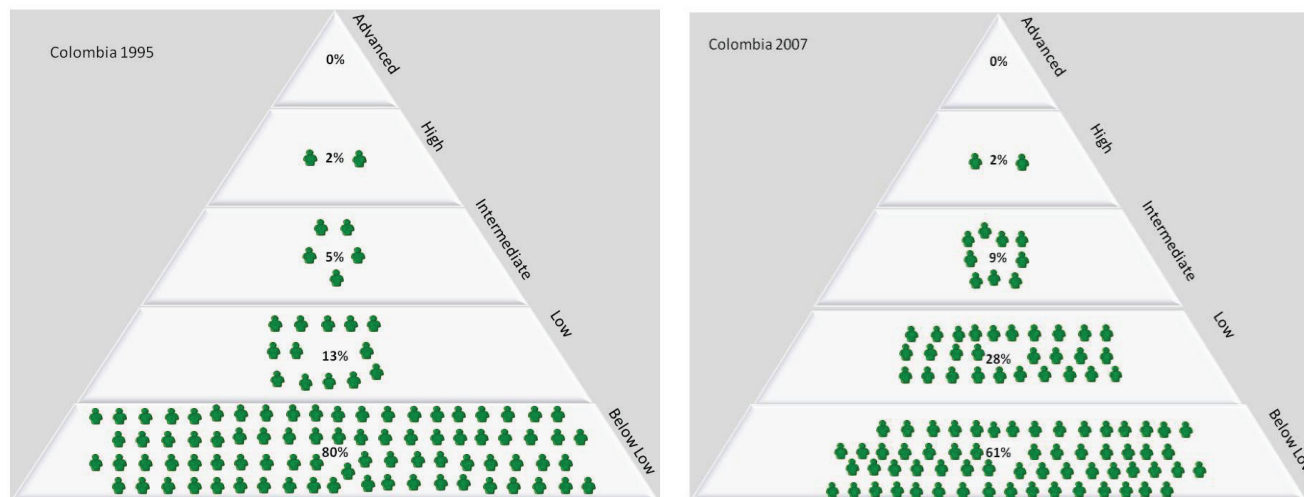 Colombia 1995
Advanced
0%
High
2%
Intermediate
5%
Low
13%
Below Low
80%
Colombia 2007
Advanced
0%
High
2%
Intermediate
9%
Low
28%
Below Low
61%